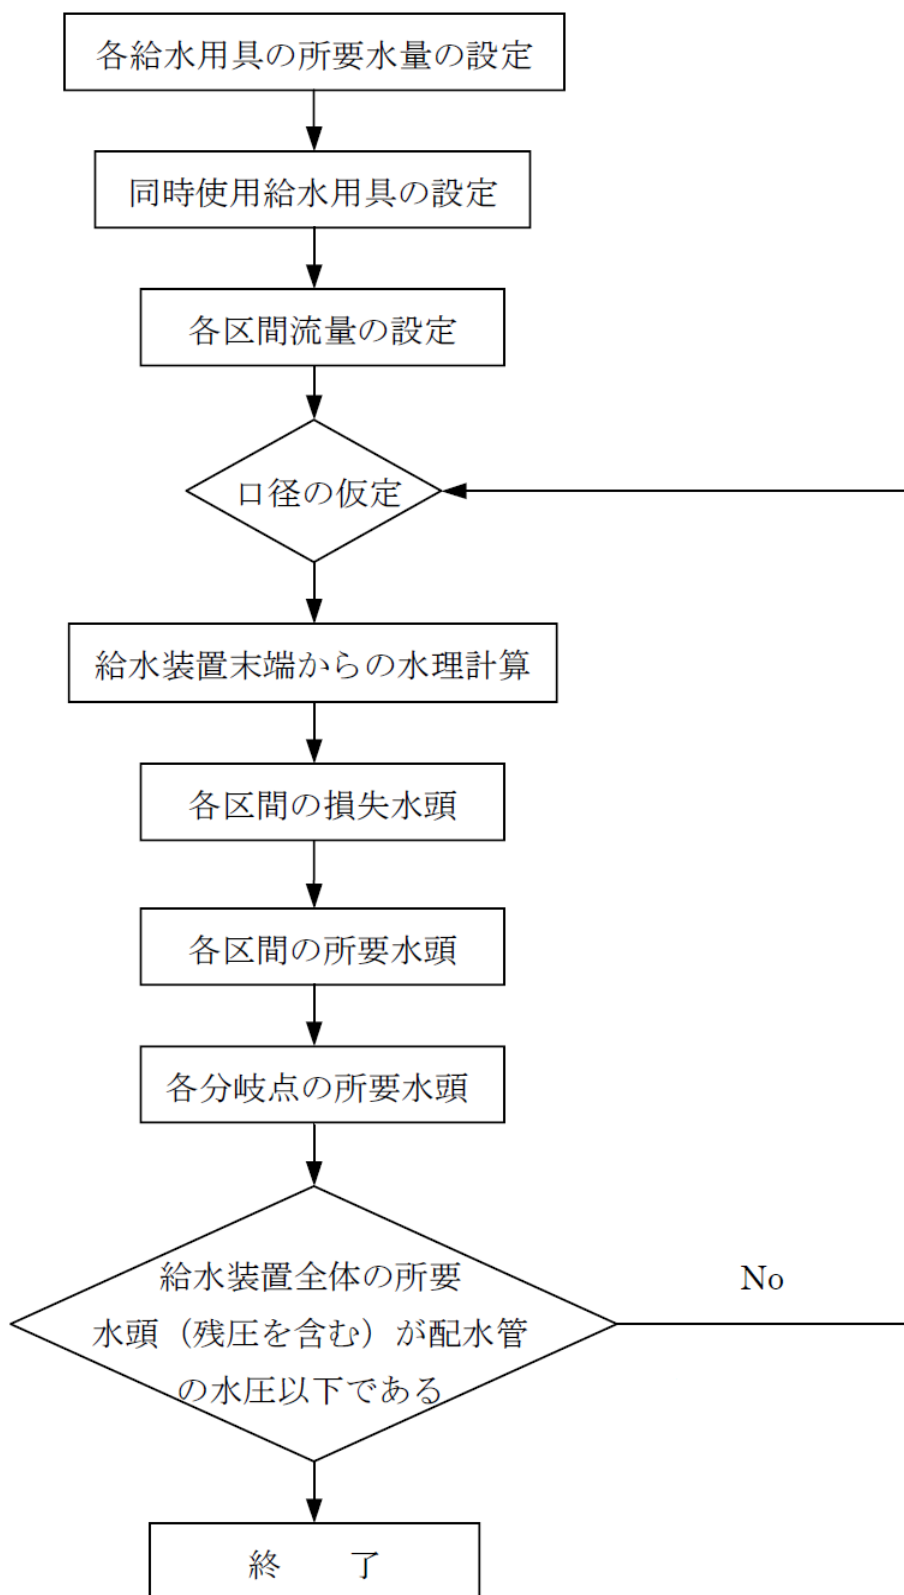 各給水用具の所要水量の設定
同時使用給水用具の設定
各区間流量の設定
口径の仮定
給水装置末端からの水理計算
各区間の損失水頭
各区間の所要水頭
各分岐点の所要水頭
給水装置全体の所要
水頭（残圧を含む）が配水管
の水圧以下である
No
終　了